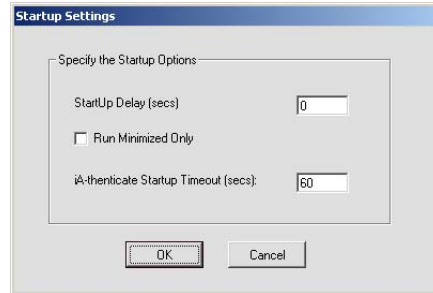 Startup Settings
Specify the Startup Options
StartUp Delay (secs)
0
Run Minimized Only
iA-thenticate Startup Timeout (secs):
60
OK
Cancel